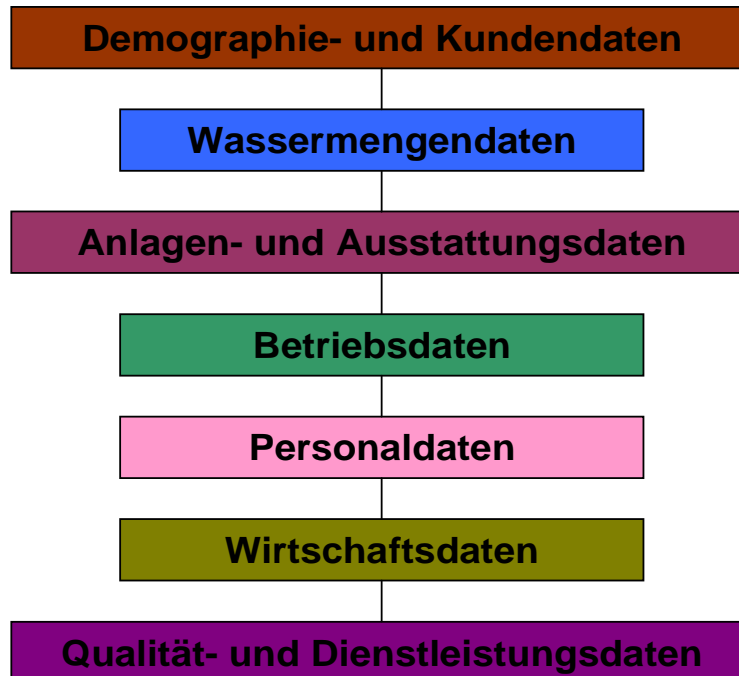 Demographie- und Kundendaten
Wassermengendaten
Anlagen- und Ausstattungsdaten
Betriebsdaten
Personaldaten
Wirtschaftsdaten
Qualität- und Dienstleistungsdaten